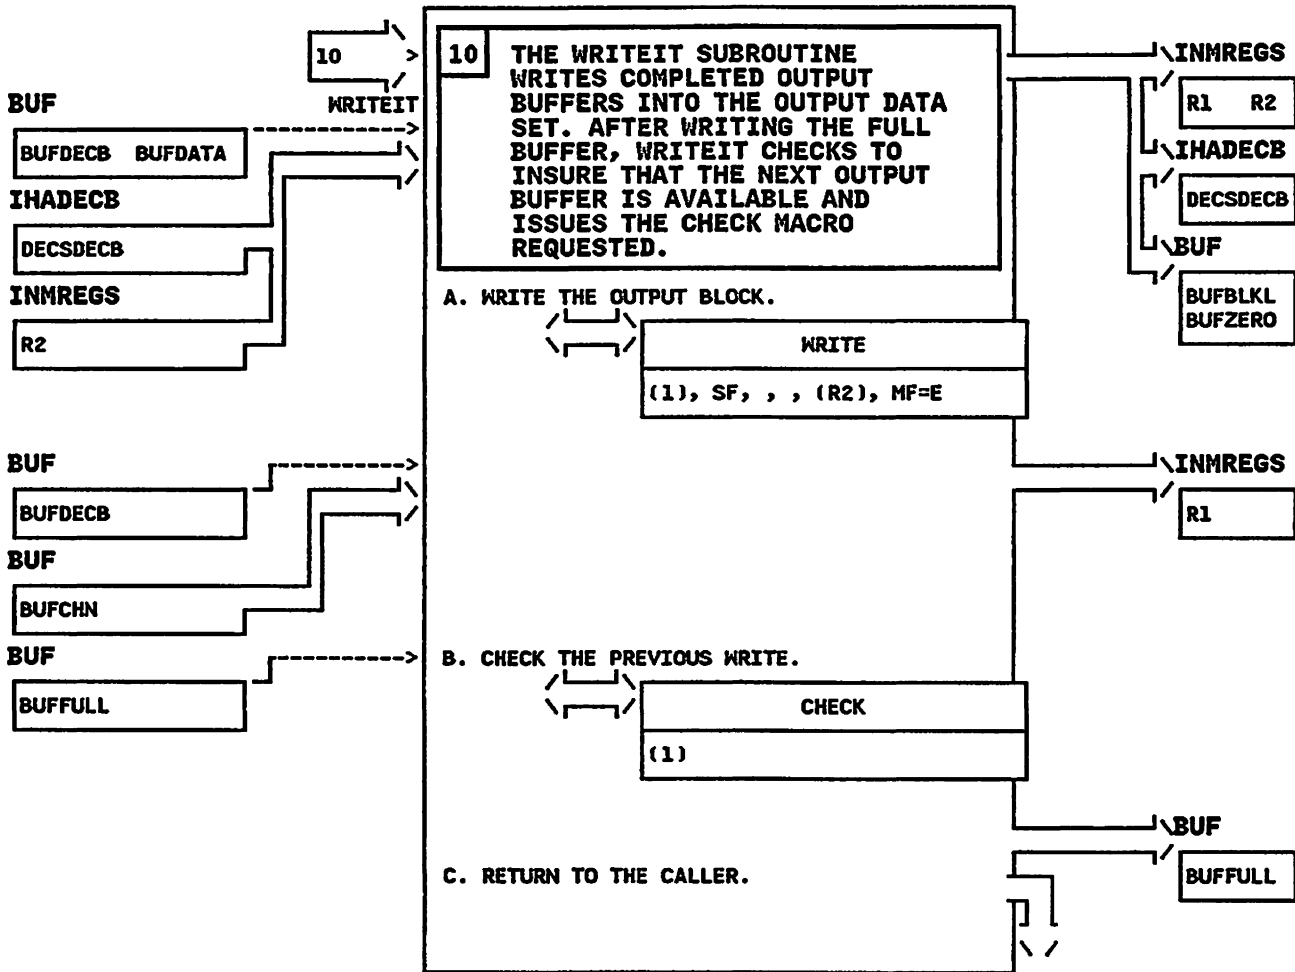 10
WRITEIT
BUF
BUFDECB BUFDATA
IHADECB
DECSDECB
INMREGS
R2
BUF
BUFDECB
BUF
BUFCHN
BUF
BUFFULL
10 THE WRITEIT SUBROUTINE
WRITES COMPLETED OUTPUT
BUFFERS INTO THE OUTPUT DATA
SET. AFTER WRITING THE FULL
BUFFER, WRITEIT CHECKS TO
INSURE THAT THE NEXT OUTPUT
BUFFER IS AVAILABLE AND
ISSUES THE CHECK MACRO
REQUESTED.
A. WRITE THE OUTPUT BLOCK.
WRITE
(1), SF, , , (R2), MF=E
B. CHECK THE PREVIOUS WRITE.
CHECK
(1)
C. RETURN TO THE CALLER.
INMREGS
R1 R2
IHADECB
DECSDECB
BUF
BUFBLKL
BUFZERO
INMREGS
R1
BUF
BUFFULL